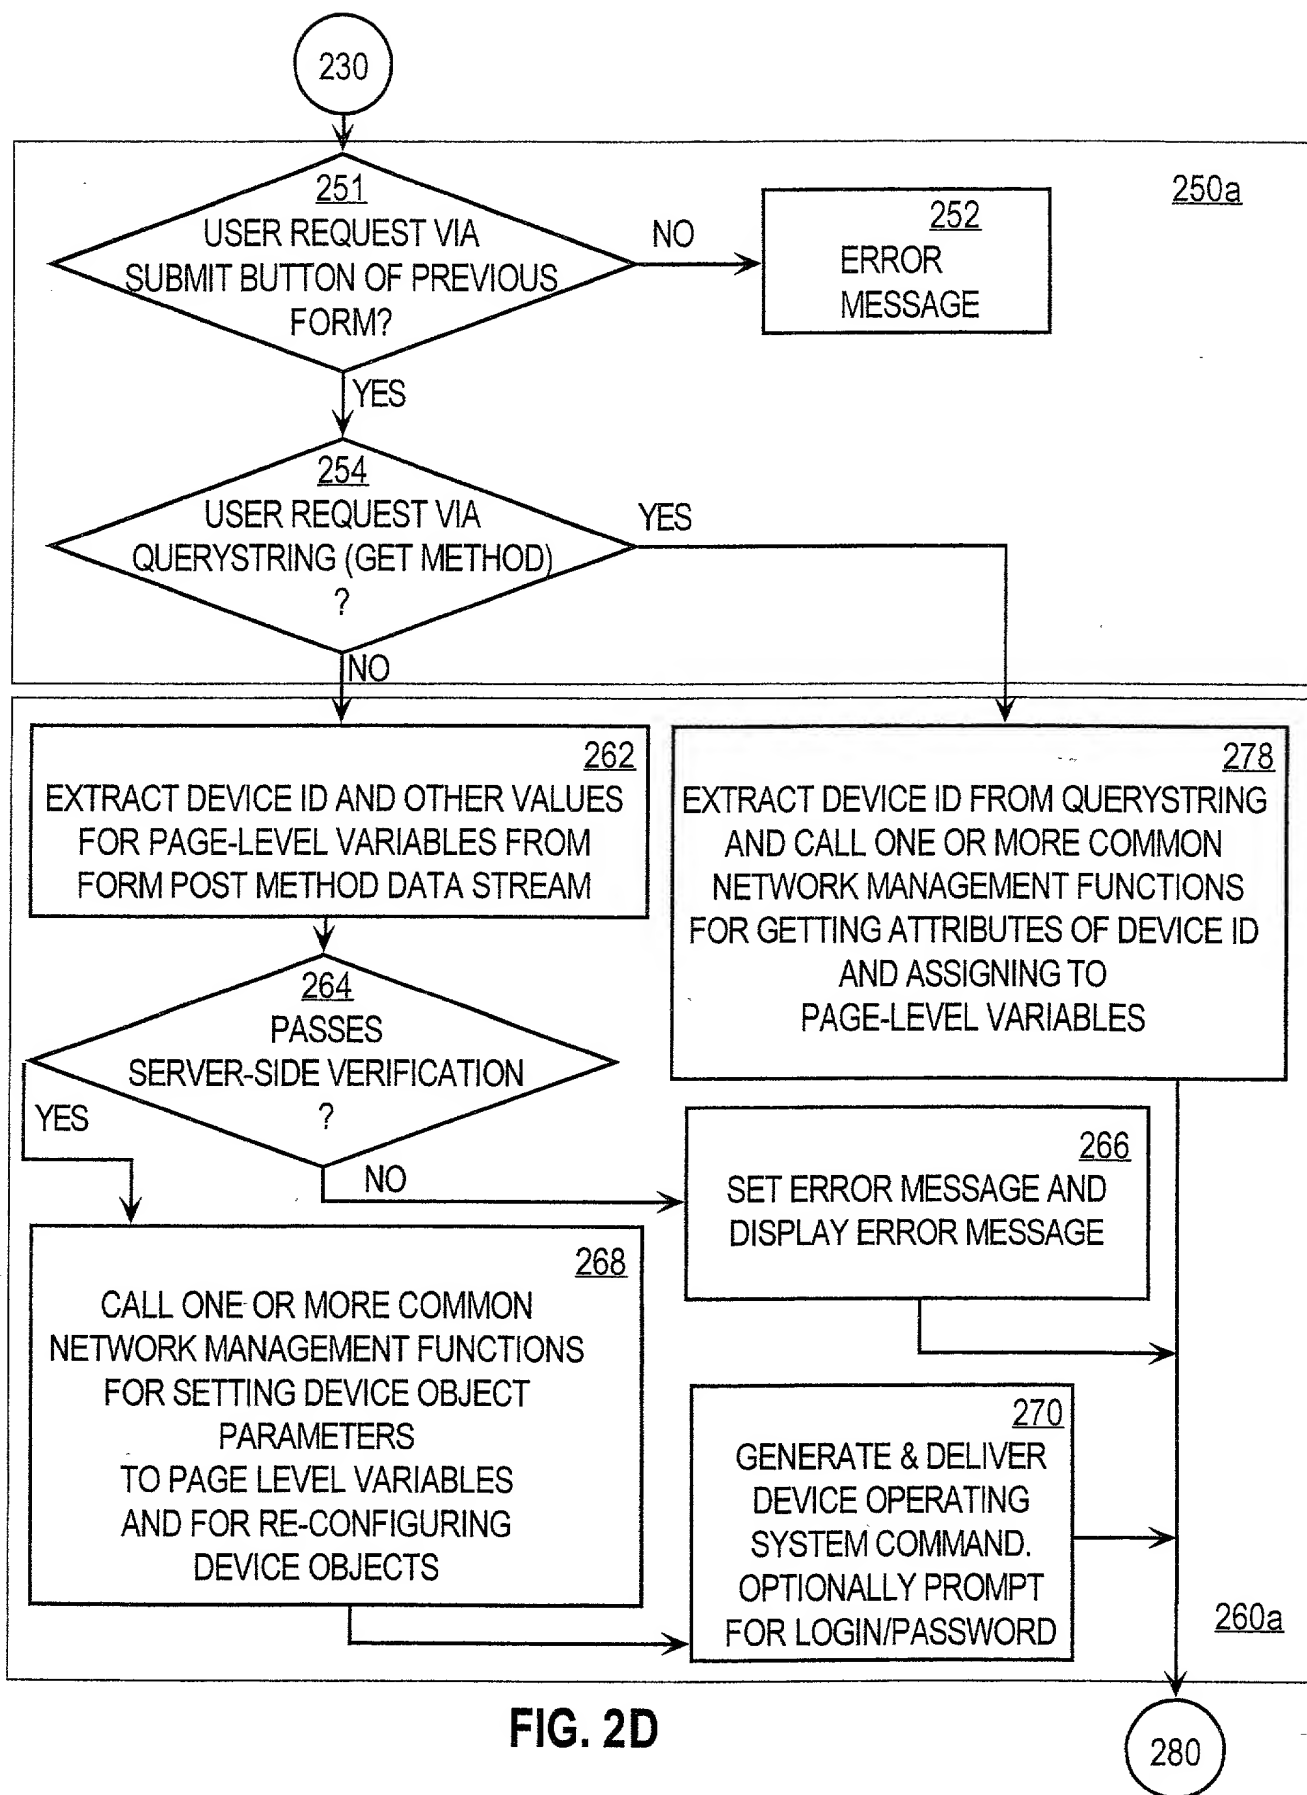 230
250a
251
USER REQUEST VIA
SUBMIT BUTTON OF PREVIOUS
FORM?
NO
252
ERROR
MESSAGE
YES
254
USER REQUEST VIA
QUERYSTRING (GET METHOD)
?
YES
NO
262
EXTRACT DEVICE ID AND OTHER VALUES
FOR PAGE-LEVEL VARIABLES FROM
FORM POST METHOD DATA STREAM
278
EXTRACT DEVICE ID FROM QUERYSTRING
AND CALL ONE OR MORE COMMON
NETWORK MANAGEMENT FUNCTIONS
FOR GETTING ATTRIBUTES OF DEVICE ID
AND ASSIGNING TO
PAGE-LEVEL VARIABLES
264
PASSES
SERVER-SIDE VERIFICATION
?
YES
NO
266
SET ERROR MESSAGE AND
DISPLAY ERROR MESSAGE
268
CALL ONE OR MORE COMMON
NETWORK MANAGEMENT FUNCTIONS
FOR SETTING DEVICE OBJECT
PARAMETERS
TO PAGE LEVEL VARIABLES
AND FOR RE-CONFIGURING
DEVICE OBJECTS
270
GENERATE & DELIVER
DEVICE OPERATING
SYSTEM COMMAND.
OPTIONALLY PROMPT
FOR LOGIN/PASSWORD
260a
FIG. 2D
280